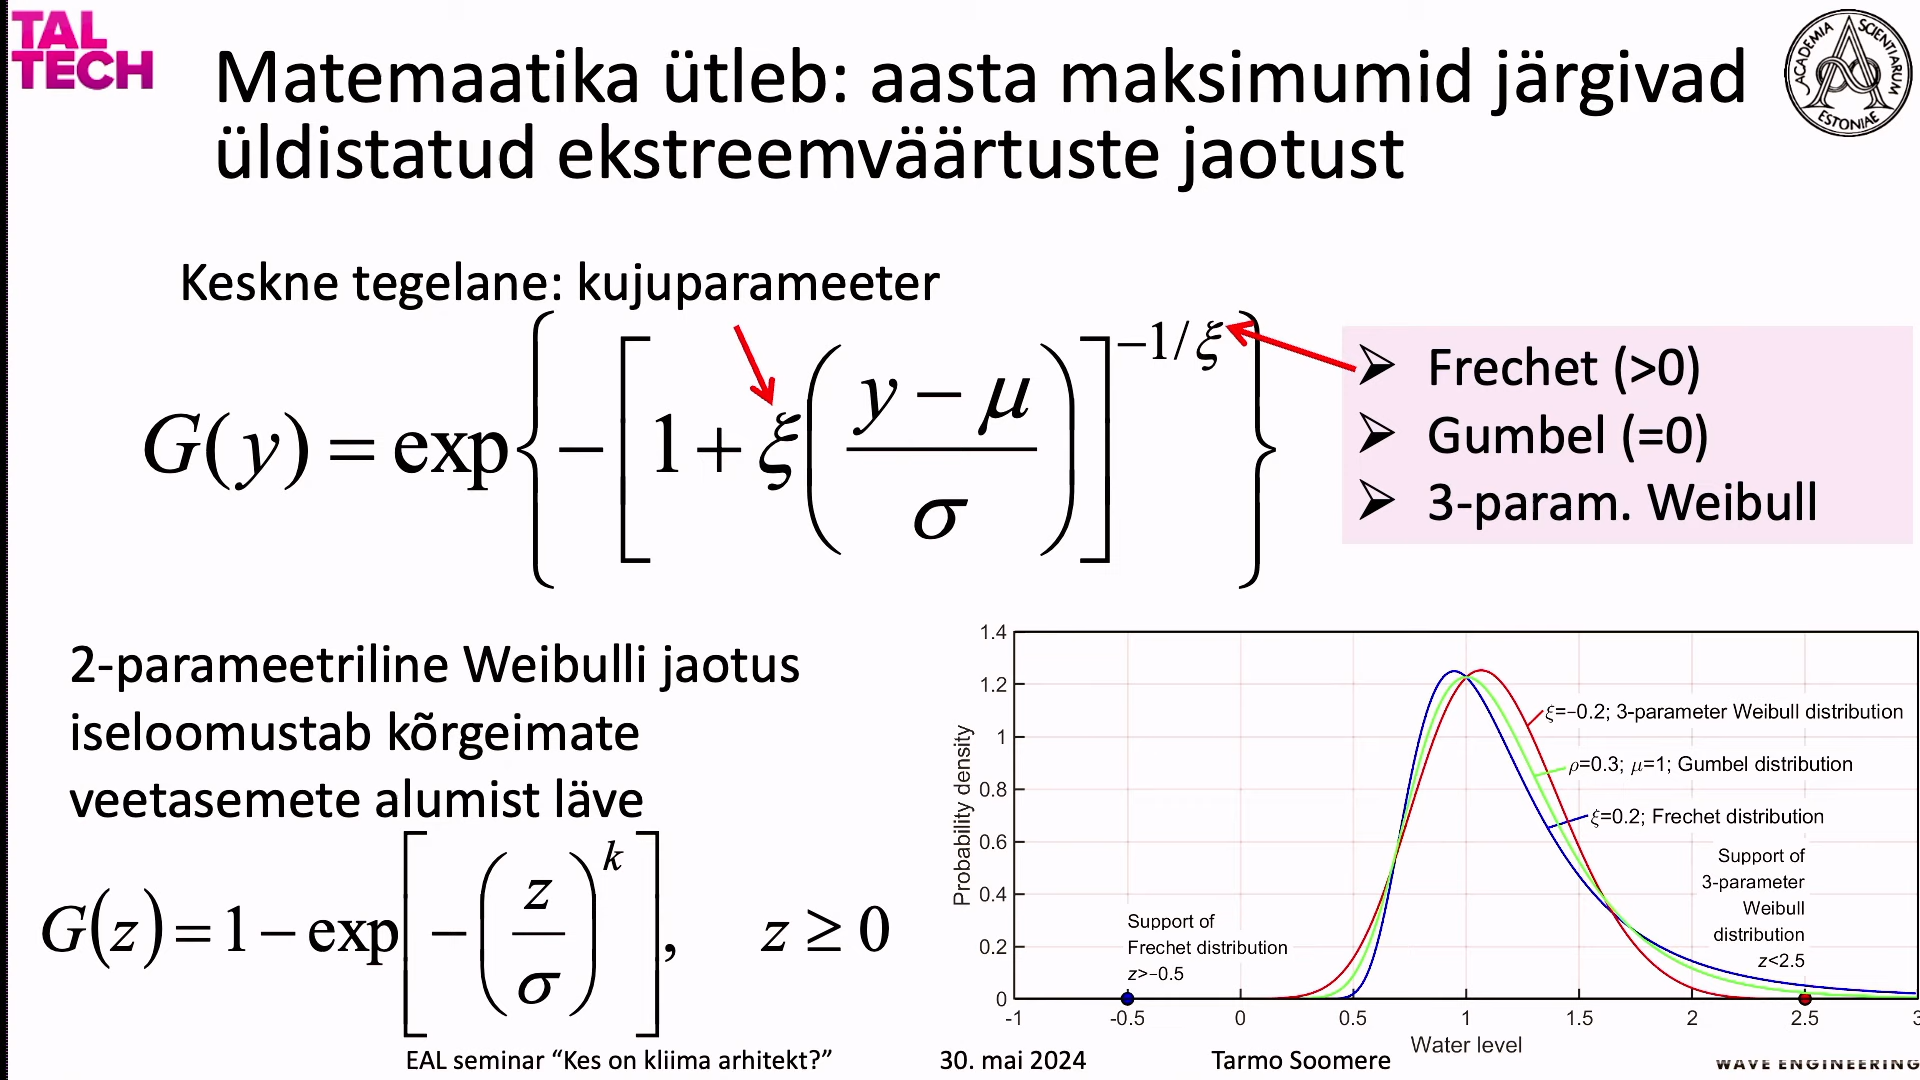 TAL
TECH
Matemaatika ütleb: aasta maksimumid järgivad
üldistatud ekstreemväärtuste jaotust
ACADEMIA SCIENTIARUM ESTONIAE
Keskne tegelane: kujuparameeter
G(y) = exp{−[1+ξ((y−μ)/σ)]^(−1/ξ)}
➢ Frechet (>0)
➢ Gumbel (=0)
➢ 3-param. Weibull
2-parameetriline Weibulli jaotus
iseloomustab kõrgeimate
veetasemete alumist läve
G(z) = 1 − exp[−(z/σ)^k], z ≥ 0
1.4
1.2
1
0.8
0.6
0.4
0.2
0
Probability density
ξ=−0.2; 3-parameter Weibull distribution
ρ=0.3; μ=1; Gumbel distribution
ξ=0.2; Frechet distribution
Support of
3-parameter
Weibull
distribution
z<2.5
Support of
Frechet distribution
z>−0.5
-1 -0.5 0 0.5 1 1.5 2 2.5 3
Water level
EAL seminar “Kes on kliima arhitekt?” 30. mai 2024 Tarmo Soomere
WAVE ENGINEERING